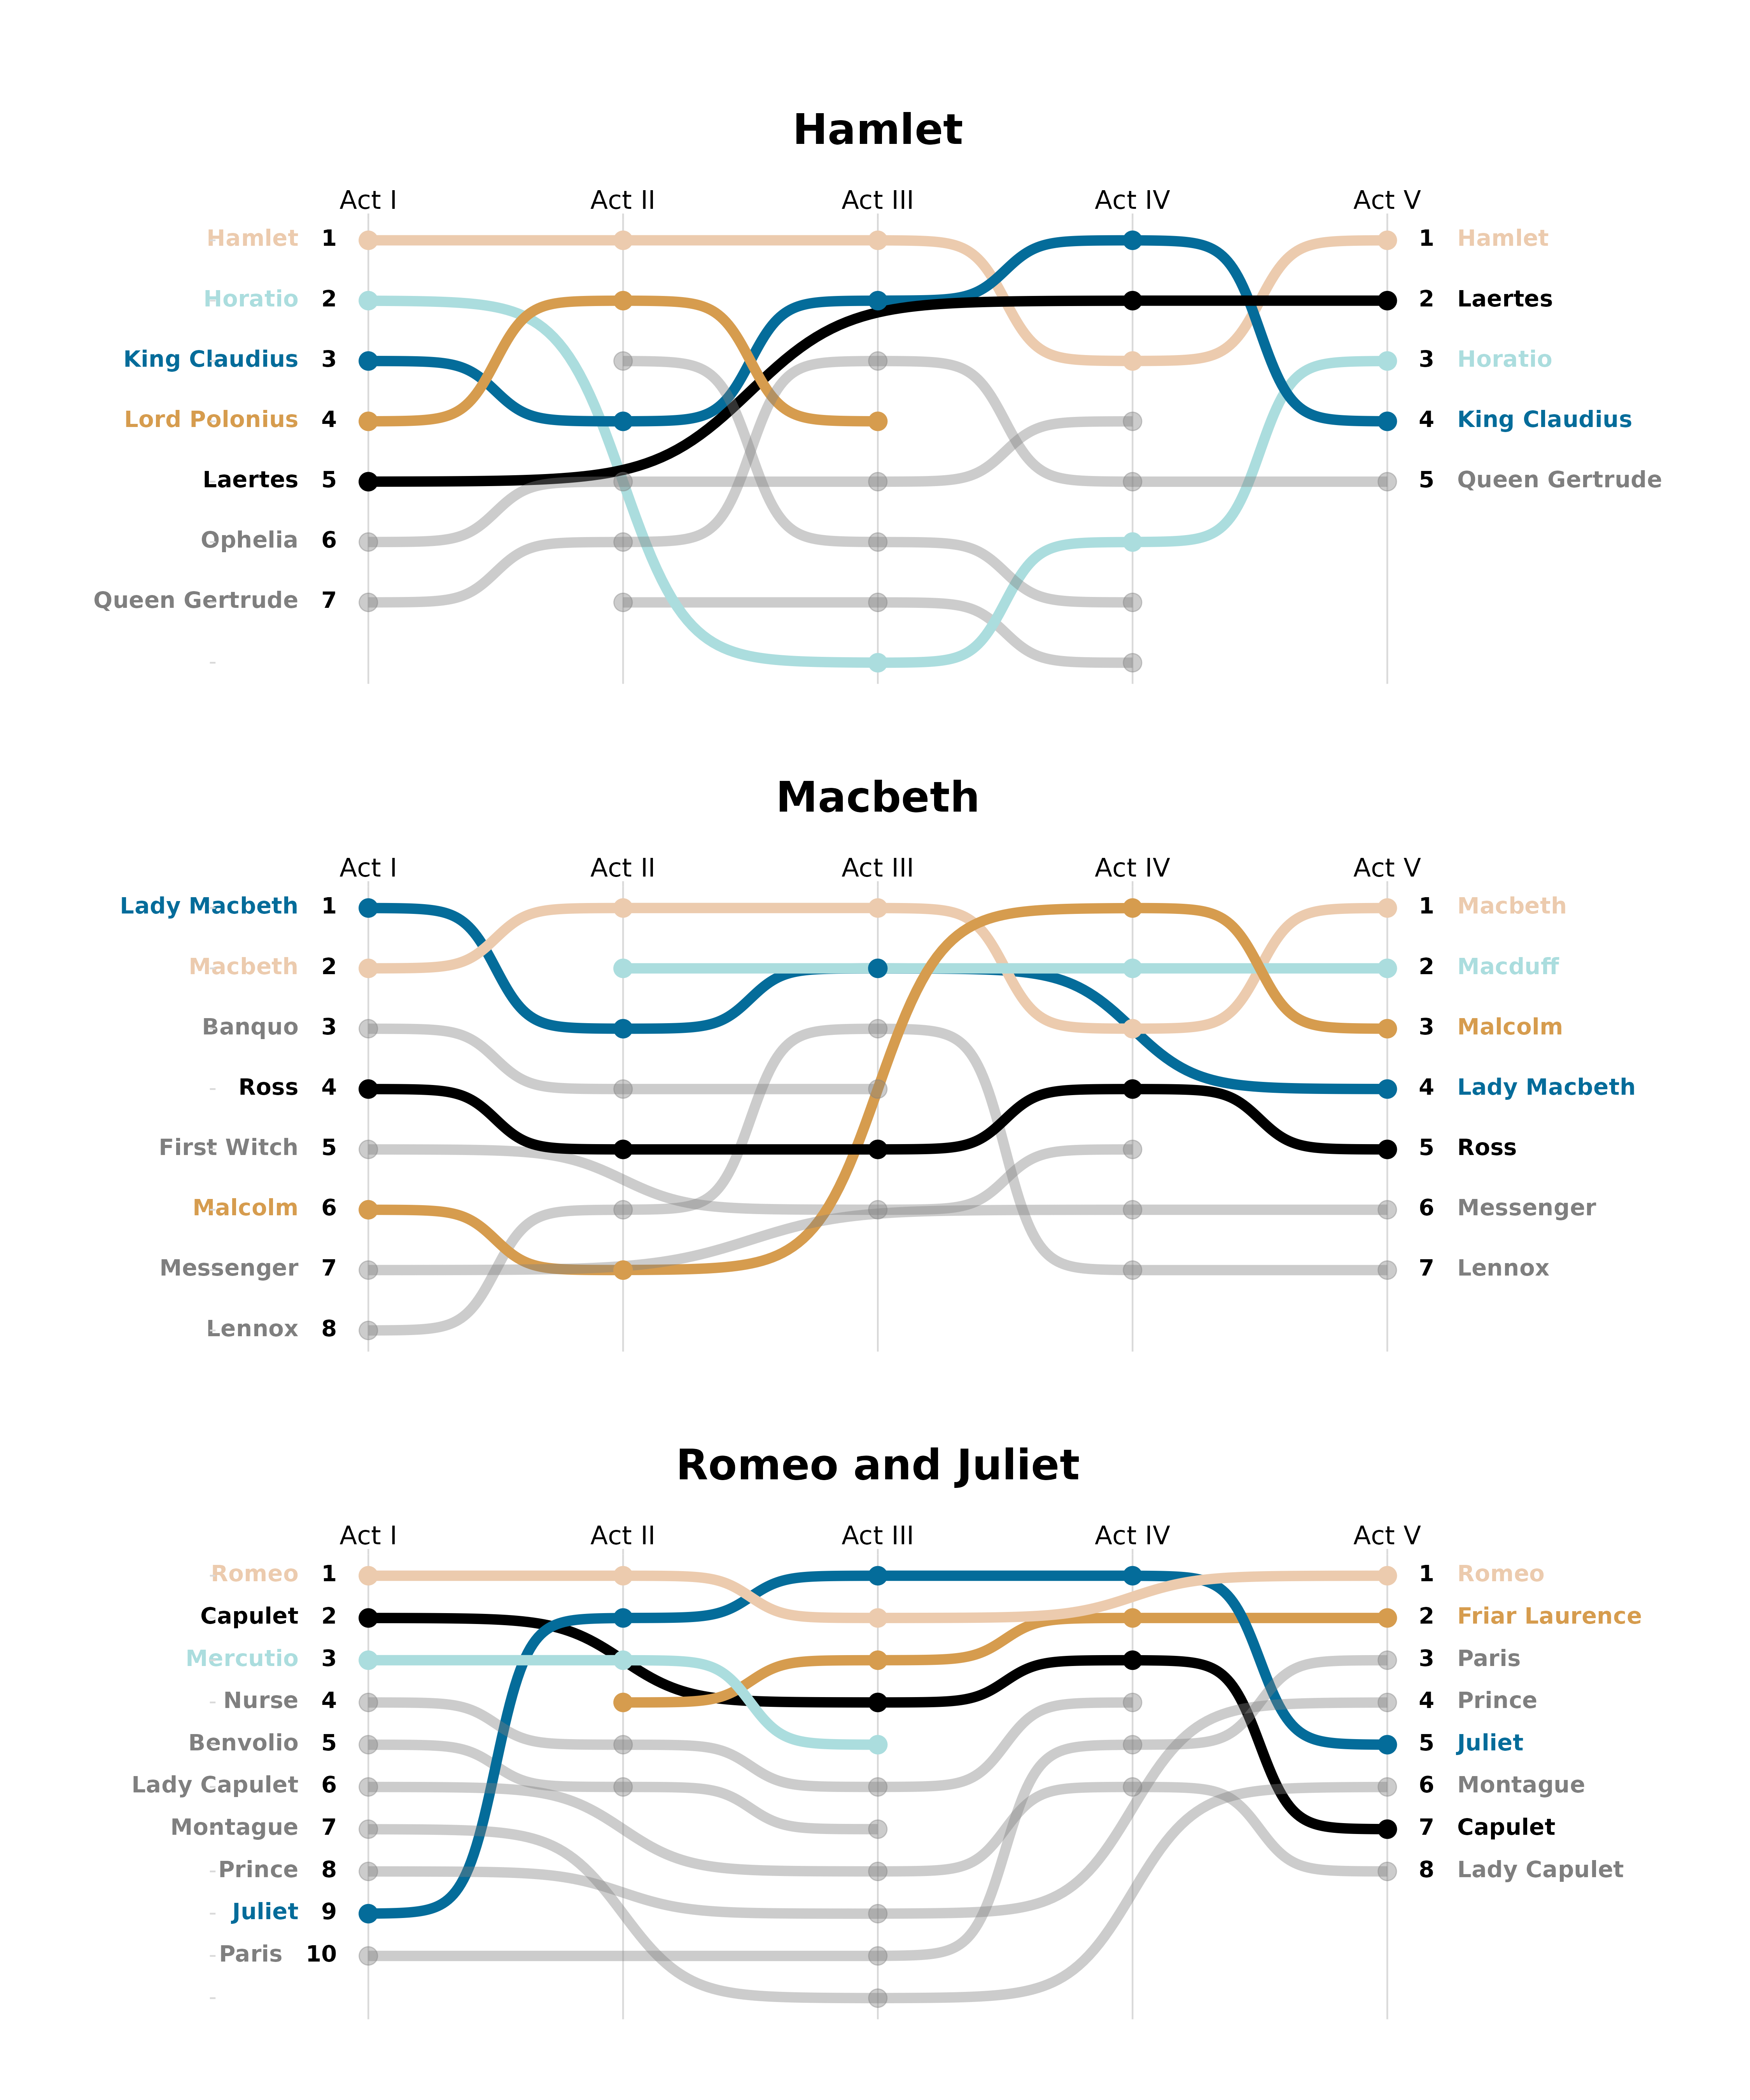 Hamlet
Act I Act II Act III Act IV Act V
Hamlet 1 1 Hamlet
Horatio 2 2 Laertes
King Claudius 3 3 Horatio
Lord Polonius 4 4 King Claudius
Laertes 5 5 Queen Gertrude
Ophelia 6
Queen Gertrude 7
-
Macbeth
Act I Act II Act III Act IV Act V
Lady Macbeth 1 1 Macbeth
Macbeth 2 2 Macduff
Banquo 3 3 Malcolm
- Ross 4 4 Lady Macbeth
First Witch 5 5 Ross
Malcolm 6 6 Messenger
Messenger 7 7 Lennox
Lennox 8
Romeo and Juliet
Act I Act II Act III Act IV Act V
Romeo 1 1 Romeo
Capulet 2 2 Friar Laurence
Mercutio 3 3 Paris
- Nurse 4 4 Prince
Benvolio 5 5 Juliet
Lady Capulet 6 6 Montague
Montague 7 7 Capulet
- Prince 8 8 Lady Capulet
- Juliet 9
- Paris 10
-